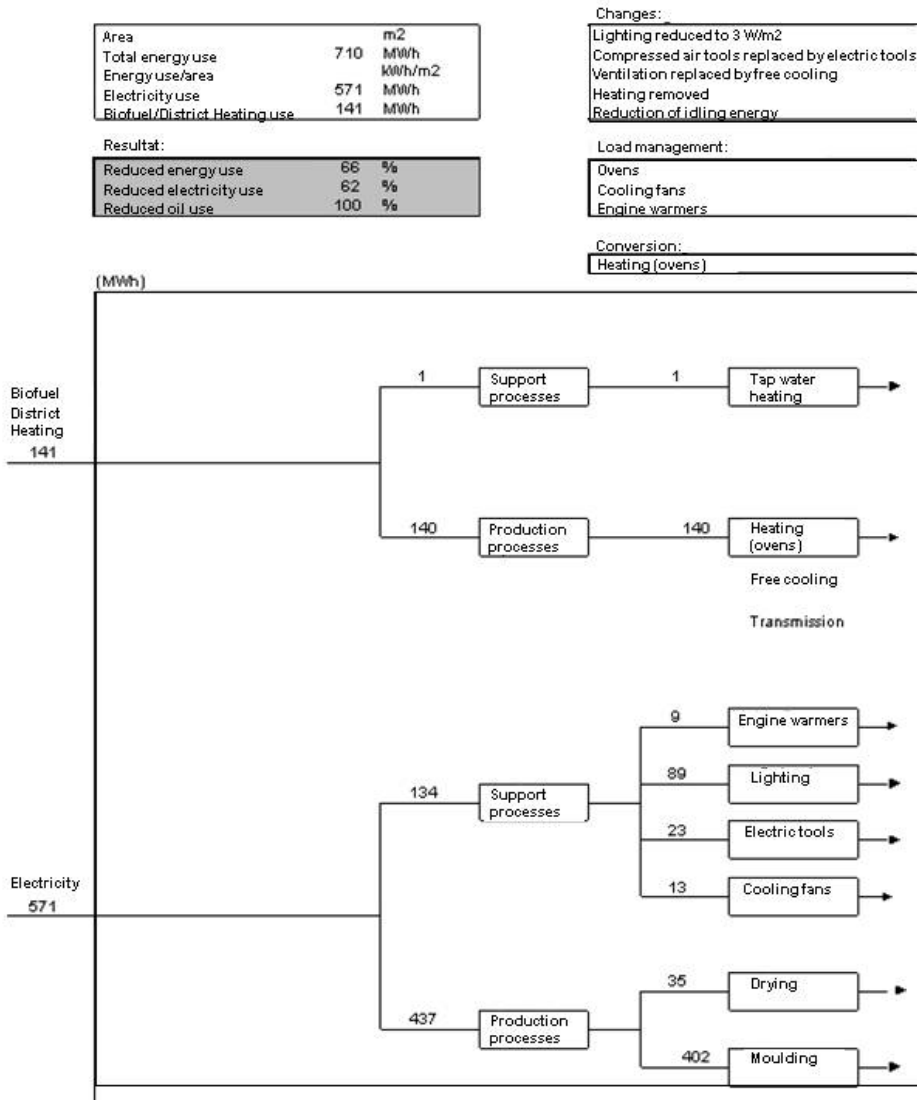 Area m2
Total energy use 710 MWh
Energy use/area kWh/m2
Electricity use 571 MWh
Biofuel/District Heating use 141 MWh
Resultat:
Reduced energy use 66 %
Reduced electricity use 62 %
Reduced oil use 100 %
Changes:
Lighting reduced to 3 W/m2
Compressed air tools replaced by electric tools
Ventilation replaced by free cooling
Heating removed
Reduction of idling energy
Load management:
Ovens
Cooling fans
Engine warmers
Conversion:
Heating (ovens)
(MWh)
Biofuel
District
Heating
141
1
Support
processes
1
Tap water
heating
140
Production
processes
140
Heating
(ovens)
Free cooling
Transmission
Electricity
571
134
Support
processes
9
Engine warmers
89
Lighting
23
Electric tools
13
Cooling fans
437
Production
processes
35
Drying
402
Moulding